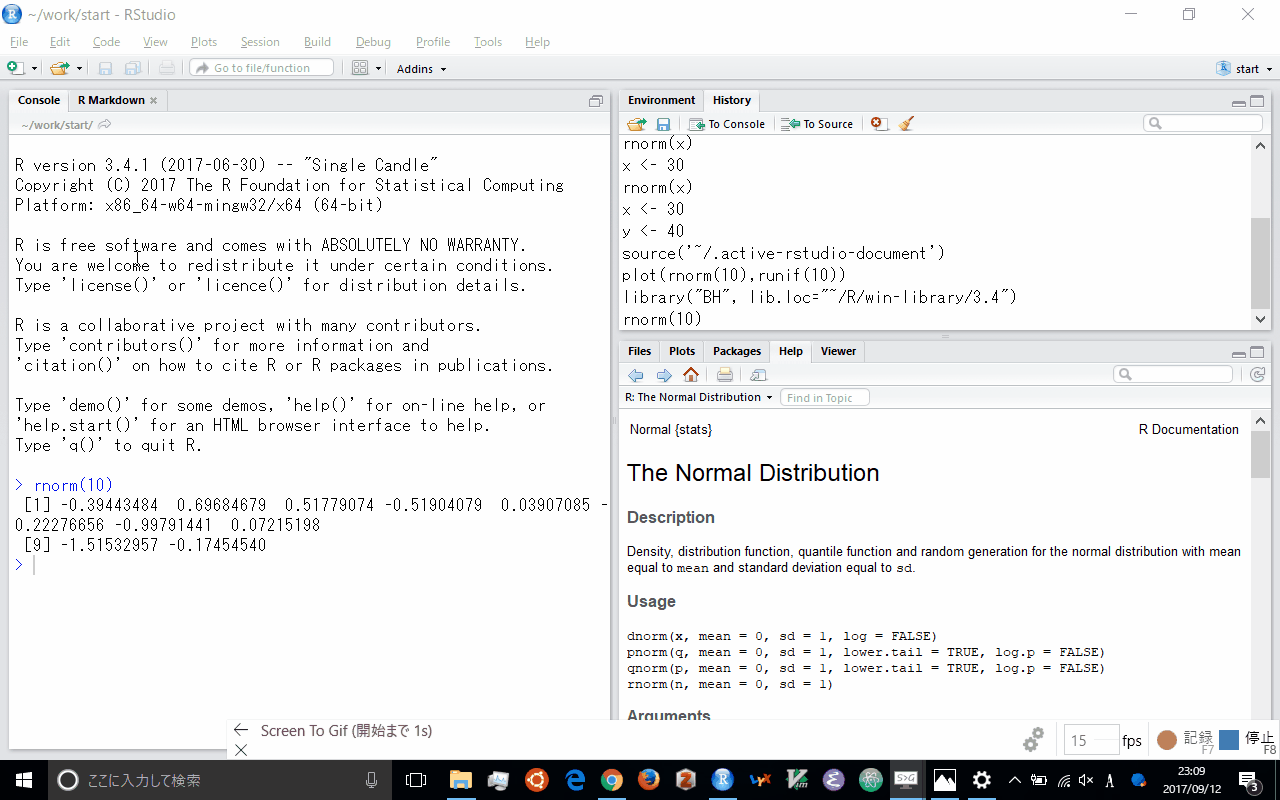 ~/work/start - RStudio
File Edit Code View Plots Session Build Debug Profile Tools Help
Go to file/function Addins start
Console R Markdown
~/work/start/
R version 3.4.1 (2017-06-30) -- "Single Candle"
Copyright (C) 2017 The R Foundation for Statistical Computing
Platform: x86_64-w64-mingw32/x64 (64-bit)
R is free software and comes with ABSOLUTELY NO WARRANTY.
You are welcome to redistribute it under certain conditions.
Type 'license()' or 'licence()' for distribution details.
R is a collaborative project with many contributors.
Type 'contributors()' for more information and
'citation()' on how to cite R or R packages in publications.
Type 'demo()' for some demos, 'help()' for on-line help, or
'help.start()' for an HTML browser interface to help.
Type 'q()' to quit R.
> rnorm(10)
[1] -0.39443484 0.69684679 0.51779074 -0.51904079 0.03907085 -
0.22276656 -0.99791441 0.07215198
[9] -1.51532957 -0.17454540
>
Environment History
To Console To Source
rnorm(x)
x <- 30
rnorm(x)
x <- 30
y <- 40
source('~/.active-rstudio-document')
plot(rnorm(10),runif(10))
library("BH", lib.loc="~/R/win-library/3.4")
rnorm(10)
Files Plots Packages Help Viewer
R: The Normal Distribution Find in Topic
Normal {stats} R Documentation
The Normal Distribution
Description
Density, distribution function, quantile function and random generation for the normal distribution with mean
equal to mean and standard deviation equal to sd.
Usage
dnorm(x, mean = 0, sd = 1, log = FALSE)
pnorm(q, mean = 0, sd = 1, lower.tail = TRUE, log.p = FALSE)
qnorm(p, mean = 0, sd = 1, lower.tail = TRUE, log.p = FALSE)
rnorm(n, mean = 0, sd = 1)
Arguments
Screen To Gif (開始まで 1s)
15 fps 記録 F7 停止 F8
ここに入力して検索
S>G
A
23:09
2017/09/12
3